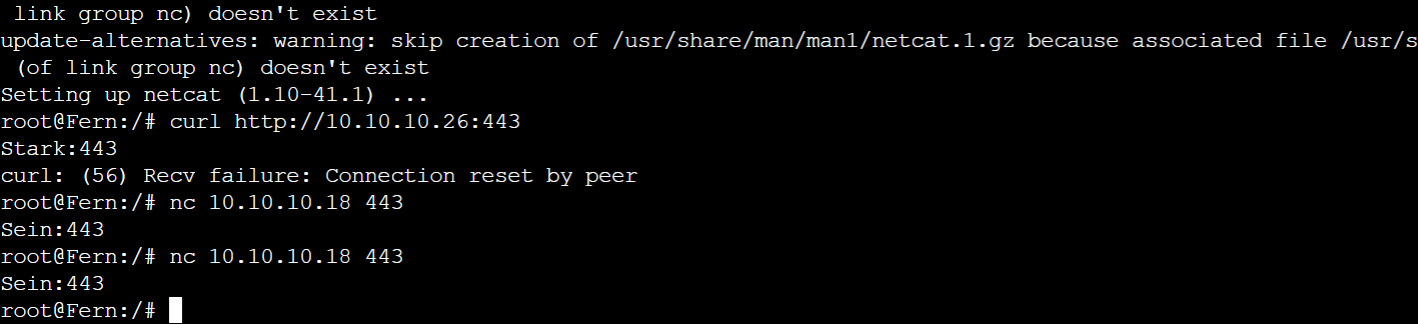 link group nc) doesn't exist
update-alternatives: warning: skip creation of /usr/share/man/man1/netcat.1.gz because associated file /usr/s
(of link group nc) doesn't exist
Setting up netcat (1.10-41.1) ...
root@Fern:/# curl http://10.10.10.26:443
Stark:443
curl: (56) Recv failure: Connection reset by peer
root@Fern:/# nc 10.10.10.18 443
Sein:443
root@Fern:/# nc 10.10.10.18 443
Sein:443
root@Fern:/#